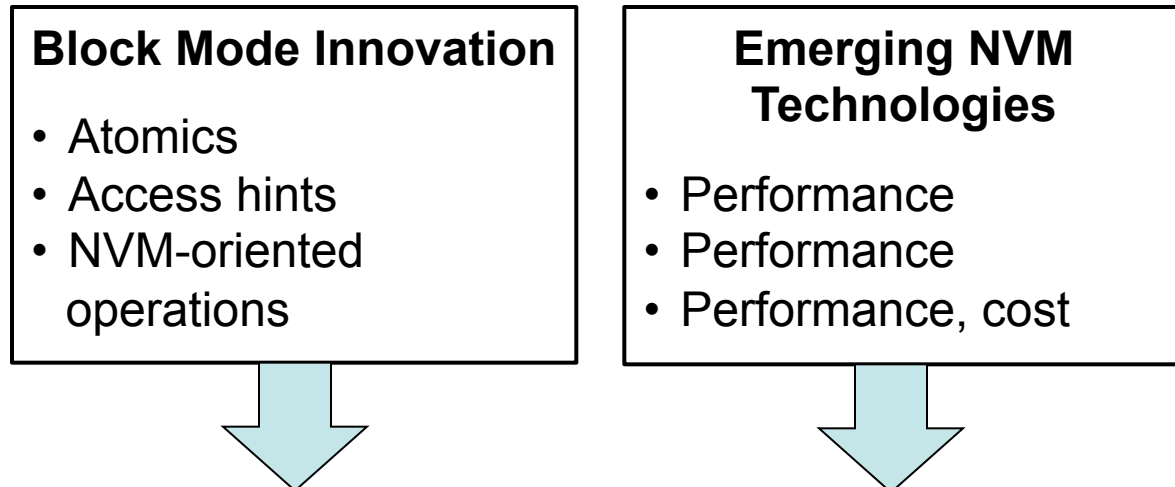 Block Mode Innovation
• Atomics
• Access hints
• NVM-oriented
operations
Emerging NVM
Technologies
• Performance
• Performance
• Performance, cost